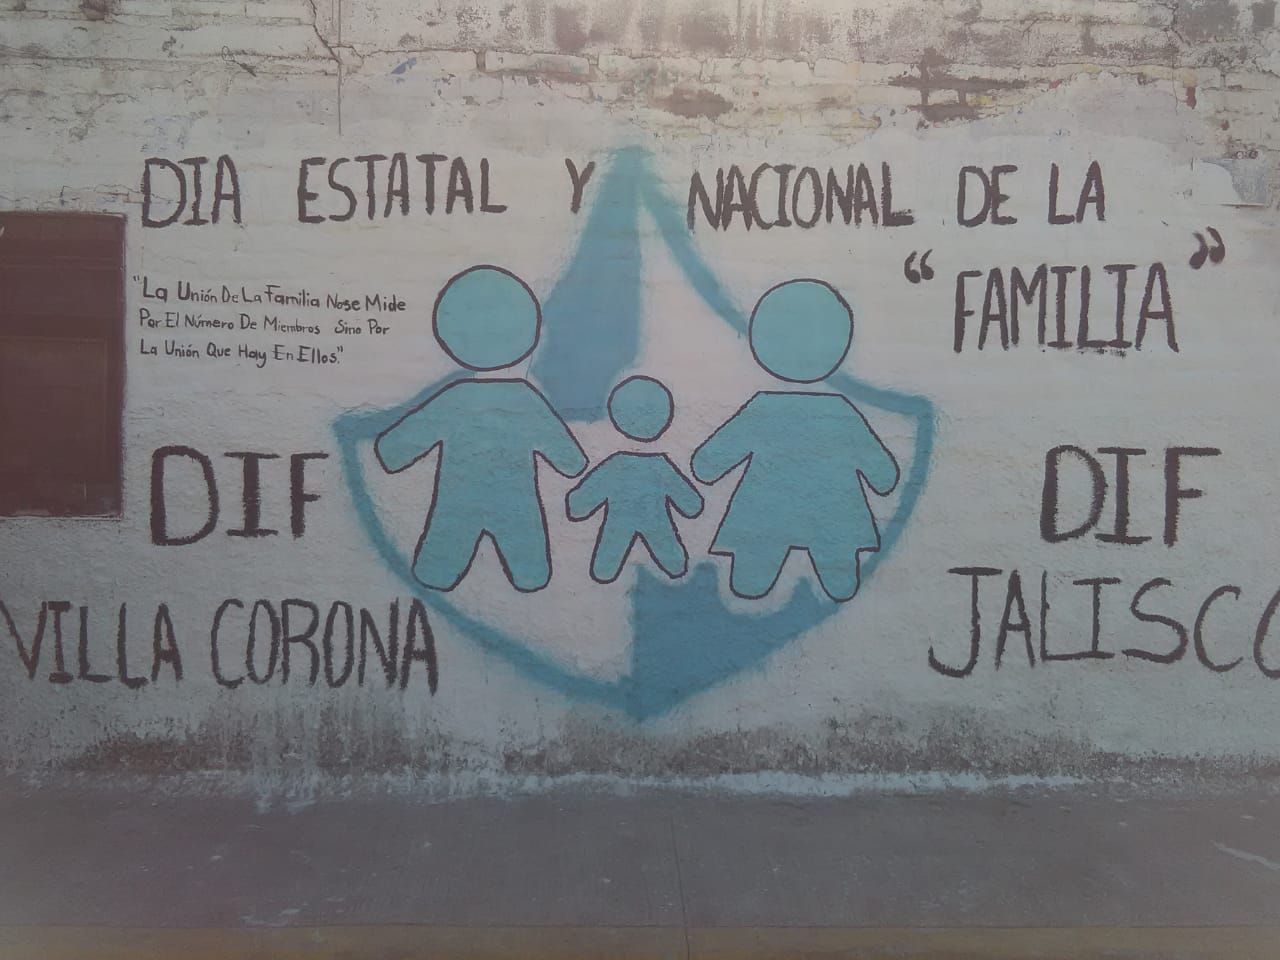 DIA ESTATAL Y NACIONAL DE LA
"FAMILIA"
"La Unión De La Familia Nose Mide
Por El Número De Miembros Sino Por
La Unión Que Hay En Ellos."
DIF
VILLA CORONA
DIF
JALISCO